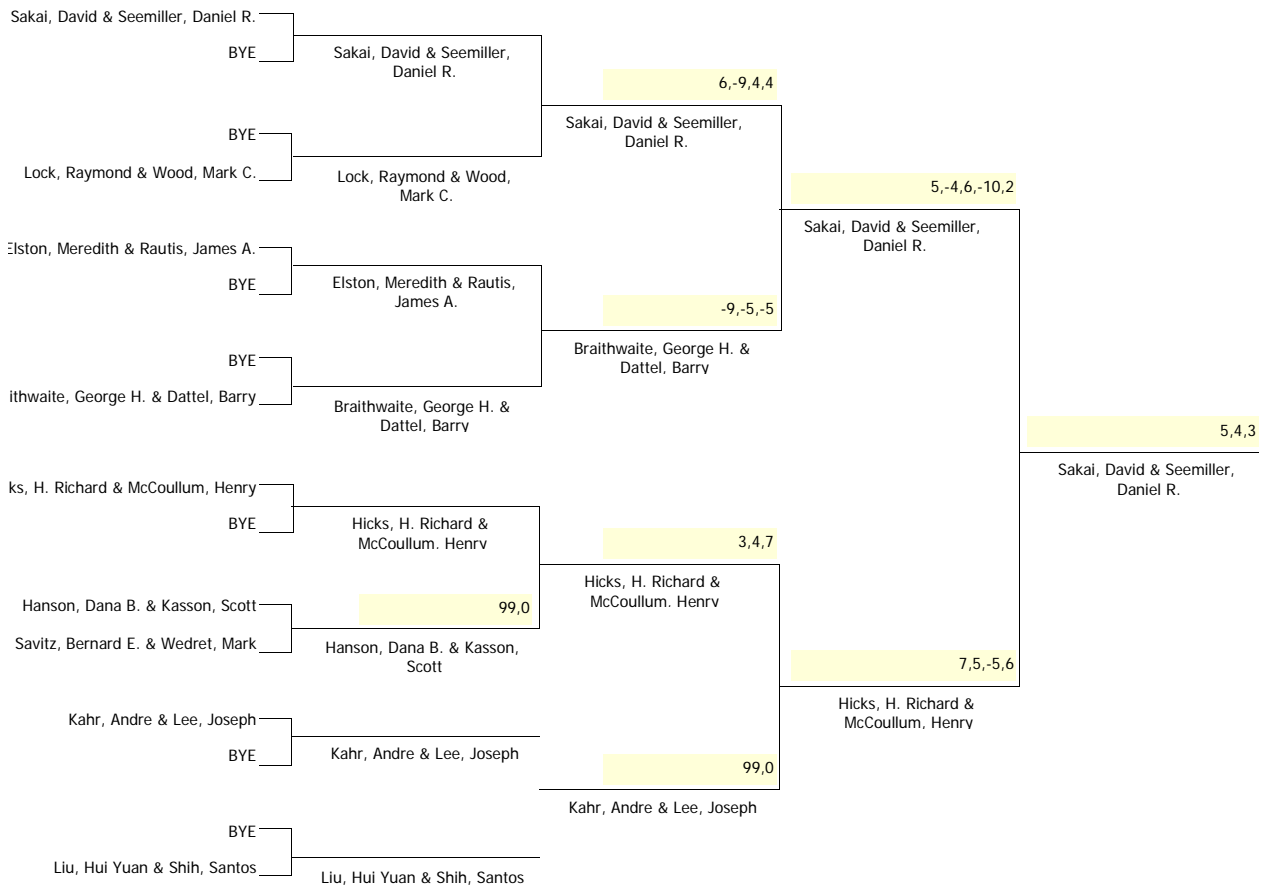 Sakai, David & Seemiller, Daniel R.
BYE
BYE
Lock, Raymond & Wood, Mark C.
Elston, Meredith & Rautis, James A.
BYE
BYE
ithwaite, George H. & Dattel, Barry
ks, H. Richard & McCoullum, Henry
BYE
Hanson, Dana B. & Kasson, Scott
Savitz, Bernard E. & Wedret, Mark
Kahr, Andre & Lee, Joseph
BYE
BYE
Liu, Hui Yuan & Shih, Santos
Sakai, David & Seemiller,
Daniel R.
Lock, Raymond & Wood,
Mark C.
Elston, Meredith & Rautis,
James A.
Braithwaite, George H. &
Dattel, Barry
Hicks, H. Richard &
McCoullum, Henry
99,0
Hanson, Dana B. & Kasson,
Scott
Kahr, Andre & Lee, Joseph
Liu, Hui Yuan & Shih, Santos
6,-9,4,4
Sakai, David & Seemiller,
Daniel R.
-9,-5,-5
Braithwaite, George H. &
Dattel, Barry
3,4,7
Hicks, H. Richard &
McCoullum, Henry
99,0
Kahr, Andre & Lee, Joseph
5,-4,6,-10,2
Sakai, David & Seemiller,
Daniel R.
7,5,-5,6
Hicks, H. Richard &
McCoullum, Henry
5,4,3
Sakai, David & Seemiller,
Daniel R.